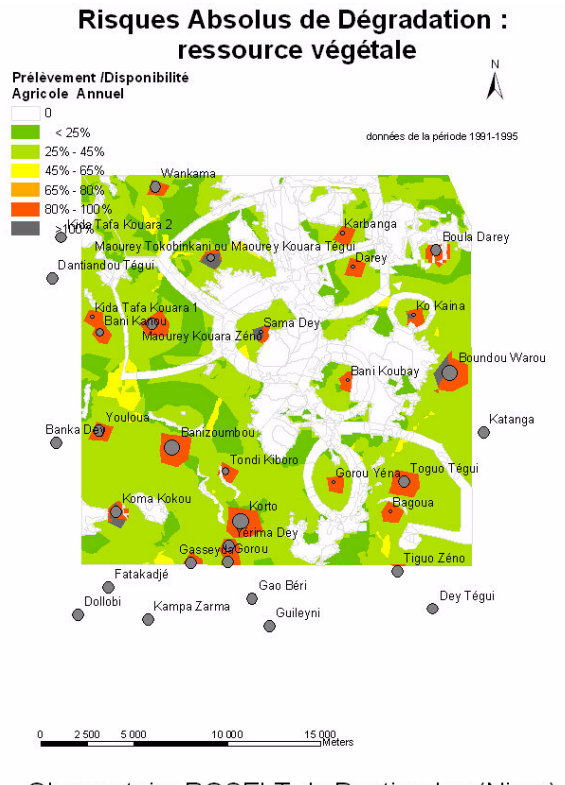 Risques Absolus de Dégradation :
ressource végétale
Prélèvement /Disponibilité
Agricole Annuel
N
0
< 25%
données de la période 1991-1995
25% - 45%
45% - 65%
65% - 80%
80% - 100%
>100%
Wankama
Kida Tafa Kouara 2
Karbanga
Boula Darey
Maourey Tokobinkani ou Maourey Kouara Tégui
Darey
Dantiandou Tégui
Kida Tafa Kouara 1
Ko Kaina
Bani Kanou
Sama Dey
Maourey Kouara Zéno
Boundou Warou
Bani Koubay
Youloua
Katanga
Banka Dey
Banizoumbou
Tondi Kiboro
Gorou Yéna
Toguo Tégui
Koma Kokou
Korto
Bagoua
Yérima Dey
Gasseyda
Gorou
Tiguo Zéno
Fatakadjé
Gao Béri
Dey Tégui
Dollobi
Kampa Zarma
Guileyni
0 2 500 5 000 10 000 15 000
Meters